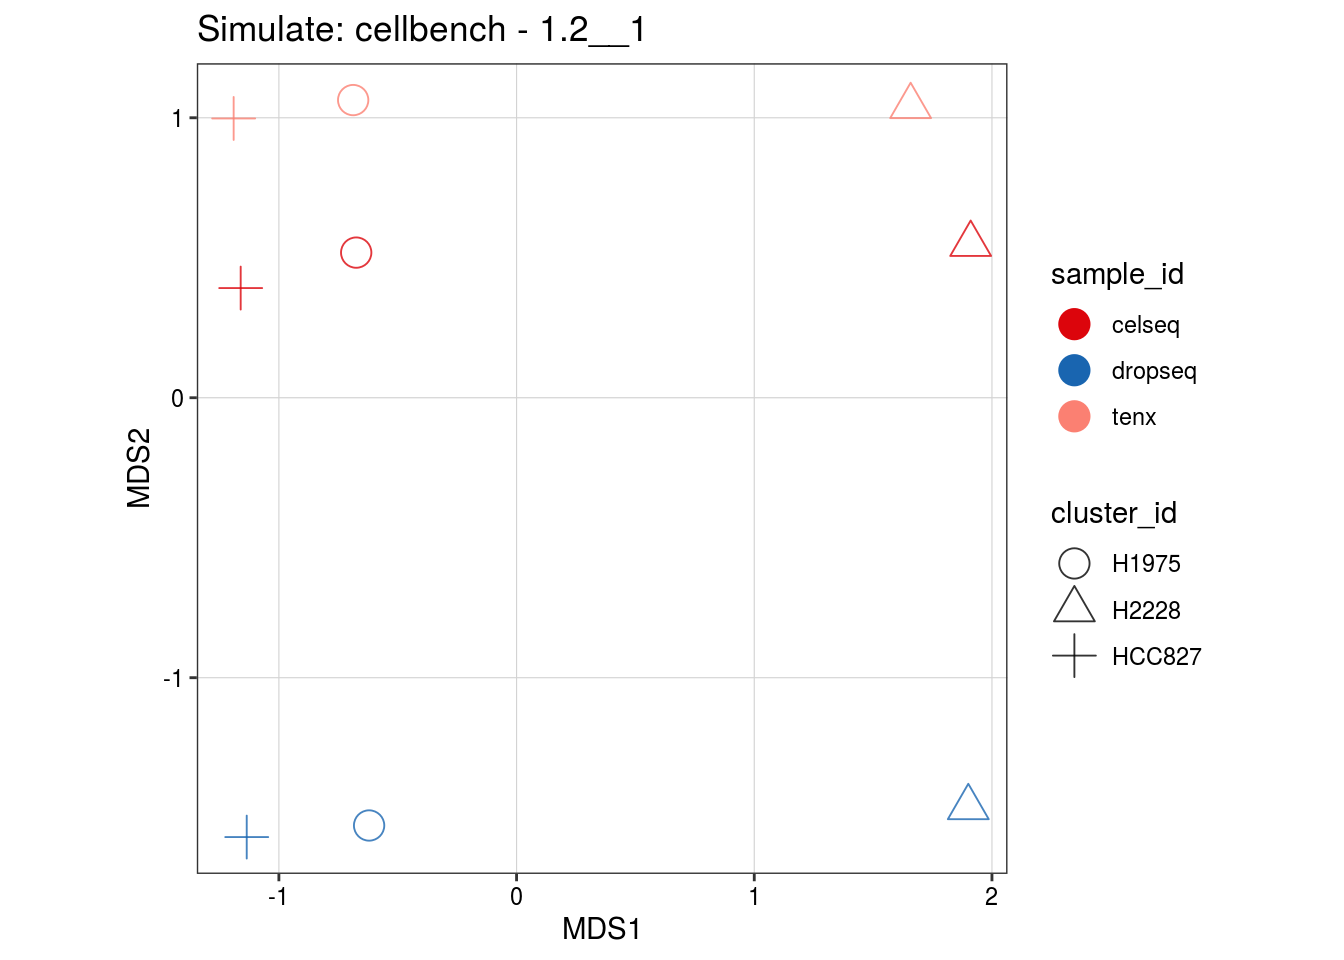 Simulate: cellbench - 1.2__1
MDS2
1
0
-1
-1
0
1
2
MDS1
sample_id
celseq
dropseq
tenx
cluster_id
H1975
H2228
HCC827